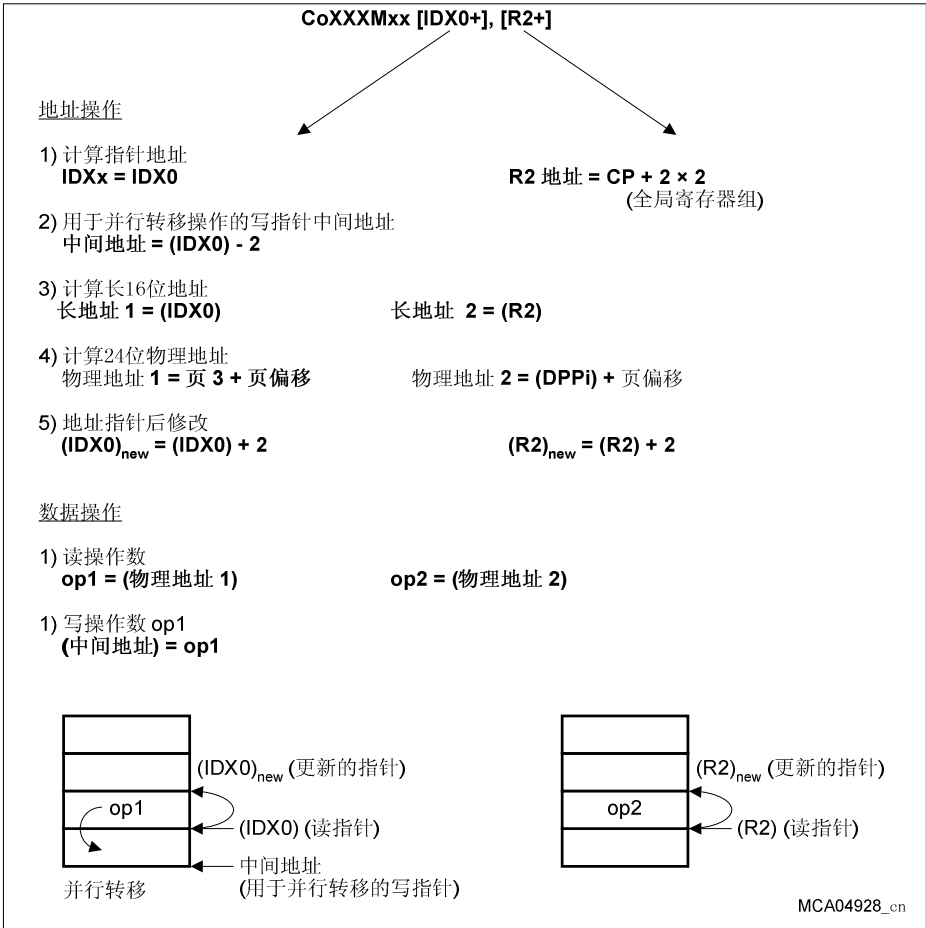 CoXXXMxx [IDX0+], [R2+]
地址操作
1) 计算指针地址
IDXx = IDX0
R2 地址 = CP + 2 × 2
(全局寄存器组)
2) 用于并行转移操作的写指针中间地址
中间地址 = (IDX0) - 2
3) 计算长16位地址
长地址 1 = (IDX0)
长地址 2 = (R2)
4) 计算24位物理地址
物理地址 1 = 页 3 + 页偏移
物理地址 2 = (DPPi) + 页偏移
5) 地址指针后修改
(IDX0)new = (IDX0) + 2
(R2)new = (R2) + 2
数据操作
1) 读操作数
op1 = (物理地址 1)
op2 = (物理地址 2)
1) 写操作数 op1
(中间地址) = op1
(IDX0)new (更新的指针)
op1
(IDX0) (读指针)
中间地址
(用于并行转移的写指针)
并行转移
(R2)new (更新的指针)
op2
(R2) (读指针)
MCA04928_cn